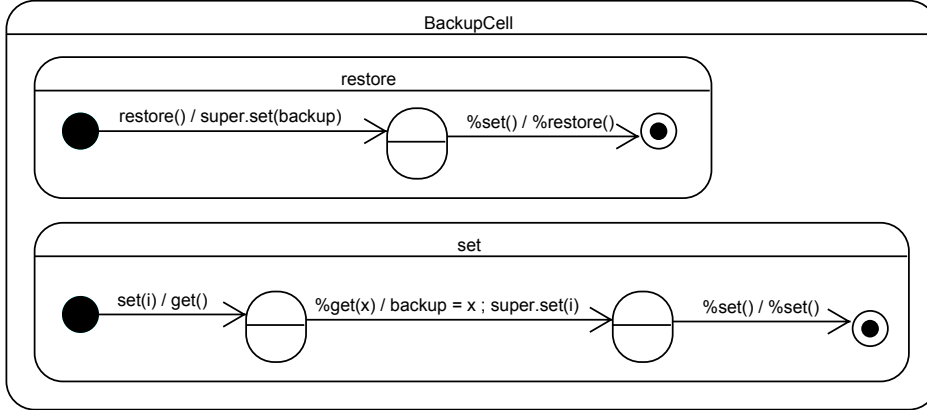 BackupCell
restore
restore() / super.set(backup)
%set() / %restore()
set
set(i) / get()
%get(x) / backup = x ; super.set(i)
%set() / %set()